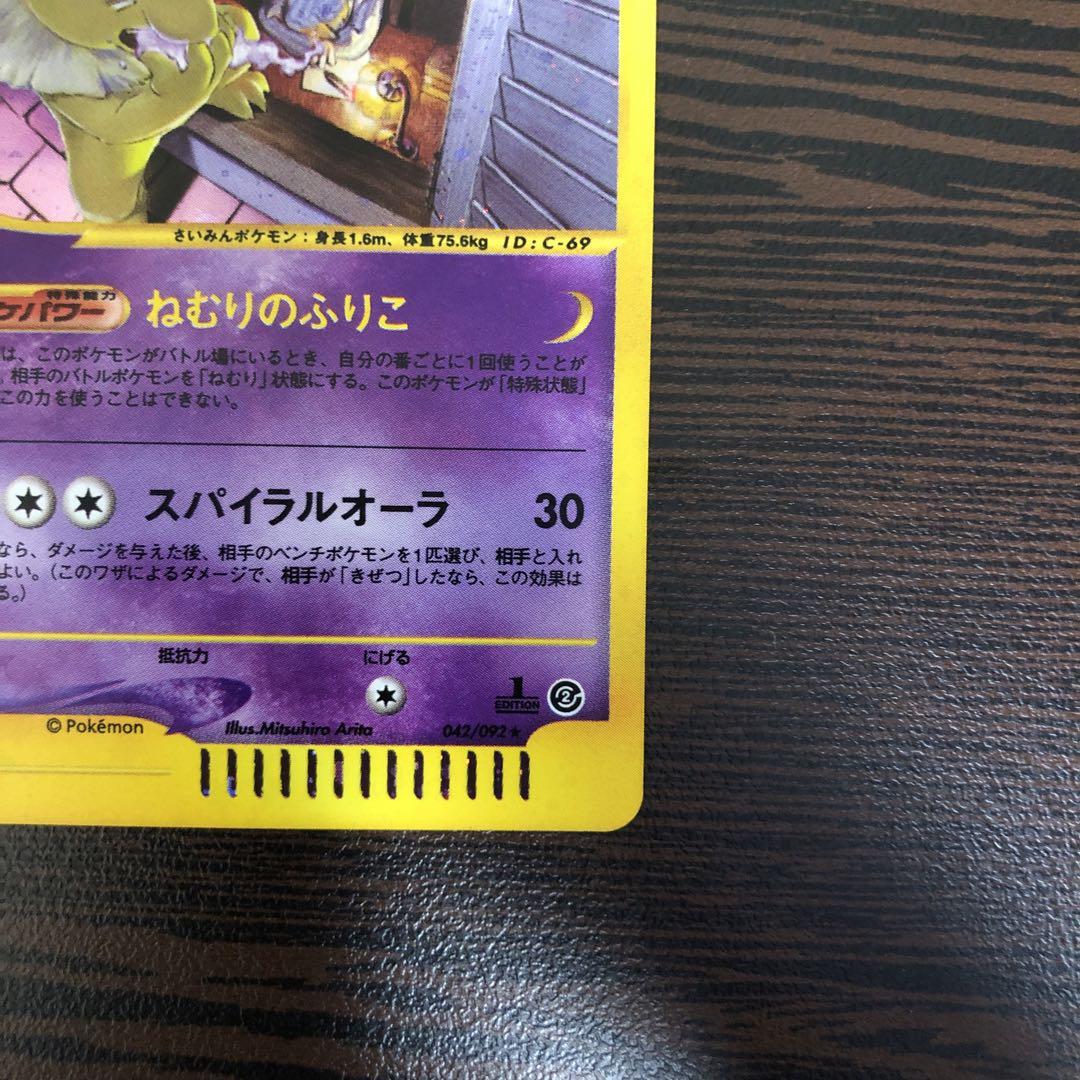 さいみんポケモン：身長1.6m、体重75.6kg ID：C-69
特殊能力
ケパワー ねむりのふりこ
は、このポケモンがバトル場にいるとき、自分の番ごとに1回使うことが
相手のバトルポケモンを「ねむり」状態にする。このポケモンが「特殊状態」
この力を使うことはできない。
スパイラルオーラ 30
なら、ダメージを与えた後、相手のベンチポケモンを1匹選び、相手と入れ
よい。(このワザによるダメージで、相手が「きぜつ」したなら、この効果は
る。)
抵抗力 にげる
1 EDITION 2
©Pokémon Illus.Mitsuhiro Arita 042/092★